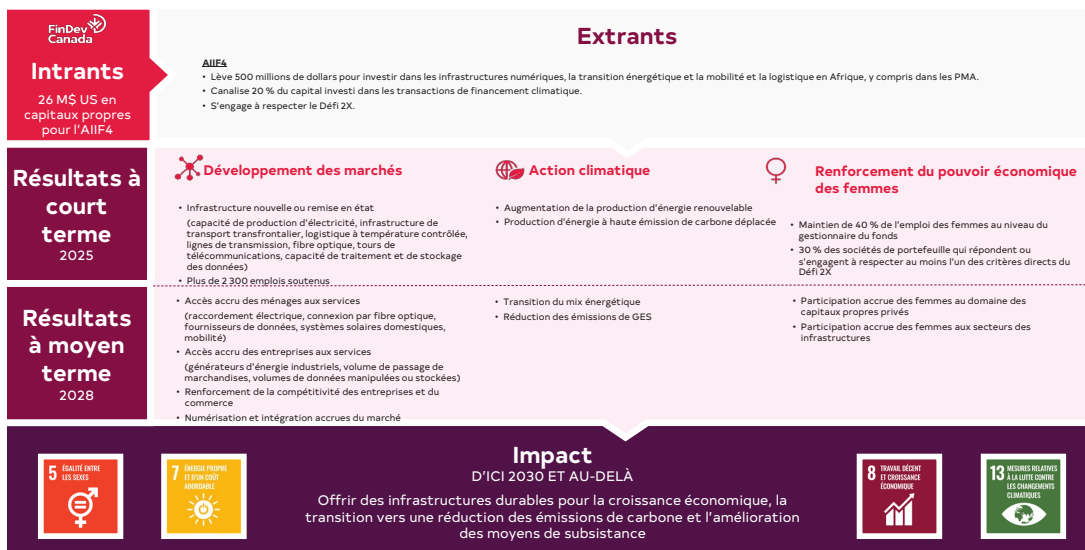 FinDev
Canada
Intrants
26 M$ US en
capitaux propres
pour l'AIIF4
Extrants
AIIF4
• Lève 500 millions de dollars pour investir dans les infrastructures numériques, la transition énergétique et la mobilité et la logistique en Afrique, y compris dans les PMA.
• Canalise 20 % du capital investi dans les transactions de financement climatique.
• S'engage à respecter le Défi 2X.
Résultats à
court
terme
2025
Développement des marchés
• Infrastructure nouvelle ou remise en état
(capacité de production d'électricité, infrastructure de
transport transfrontalier, logistique à température contrôlée,
lignes de transmission, fibre optique, tours de
télécommunications, capacité de traitement et de stockage
des données)
• Plus de 2 300 emplois soutenus
Action climatique
• Augmentation de la production d'énergie renouvelable
• Production d'énergie à haute émission de carbone déplacée
Renforcement du pouvoir économique
des femmes
• Maintien de 40 % de l'emploi des femmes au niveau du
gestionnaire du fonds
• 30 % des sociétés de portefeuille qui répondent ou
s'engagent à respecter au moins l'un des critères directs du
Défi 2X
Résultats
à moyen
terme
2028
• Accès accru des ménages aux services
(raccordement électrique, connexion par fibre optique,
fournisseurs de données, systèmes solaires domestiques,
mobilité)
• Accès accru des entreprises aux services
(générateurs d'énergie industriels, volume de passage de
marchandises, volumes de données manipulées ou stockées)
• Renforcement de la compétitivité des entreprises et du
commerce
• Numérisation et intégration accrues du marché
• Transition du mix énergétique
• Réduction des émissions de GES
• Participation accrue des femmes au domaine des
capitaux propres privés
• Participation accrue des femmes aux secteurs des
infrastructures
5 ÉGALITÉ ENTRE
LES SEXES
7 ÉNERGIE PROPRE
ET D'UN COÛT
ABORDABLE
Impact
D'ICI 2030 ET AU-DELÀ
Offrir des infrastructures durables pour la croissance économique, la
transition vers une réduction des émissions de carbone et l'amélioration
des moyens de subsistance
8 TRAVAIL DÉCENT
ET CROISSANCE
ÉCONOMIQUE
13 MESURES RELATIVES
À LA LUTTE CONTRE
LES CHANGEMENTS
CLIMATIQUES